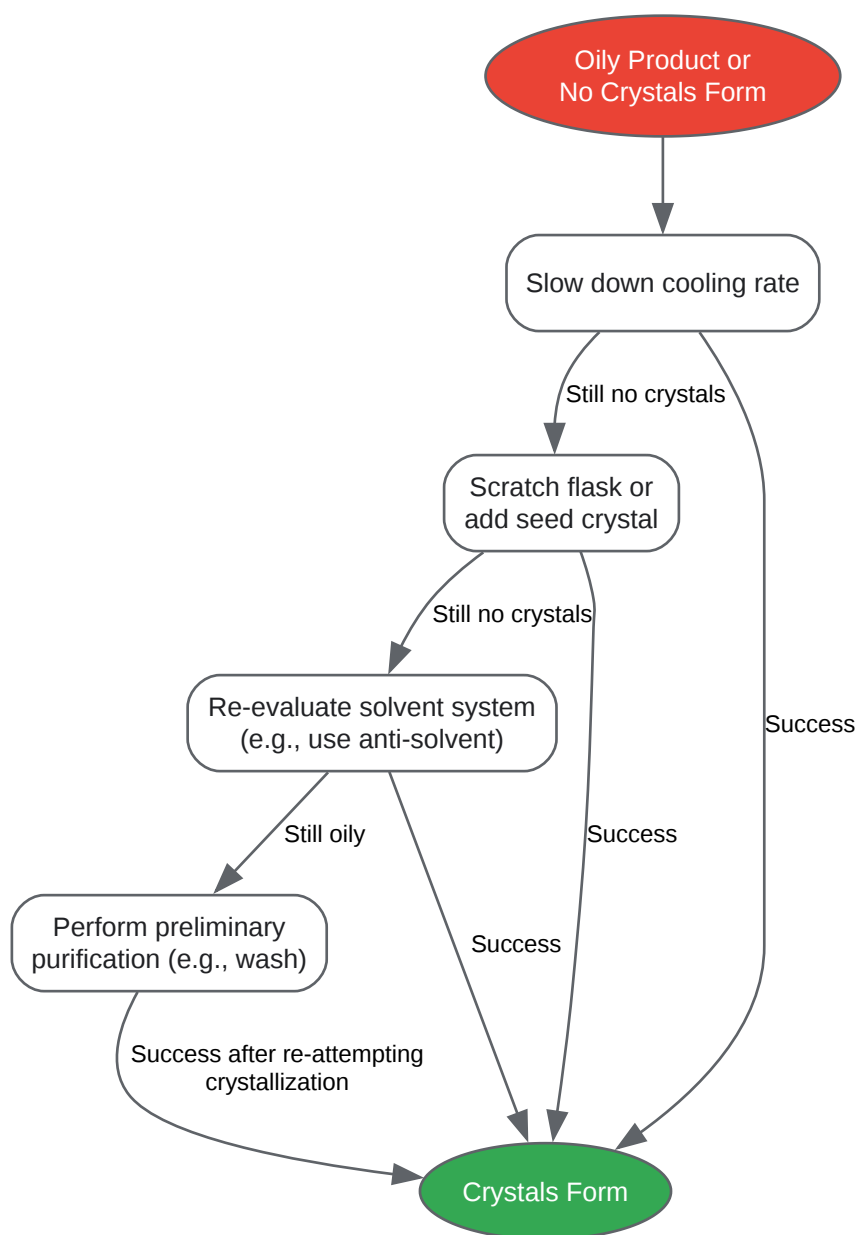 Oily Product or
No Crystals Form
Slow down cooling rate
Still no crystals
Scratch flask or
add seed crystal
Still no crystals
Re-evaluate solvent system
(e.g., use anti-solvent)
Success
Still oily
Success
Perform preliminary
purification (e.g., wash)
Success
Success after re-attempting
crystallization
Crystals Form